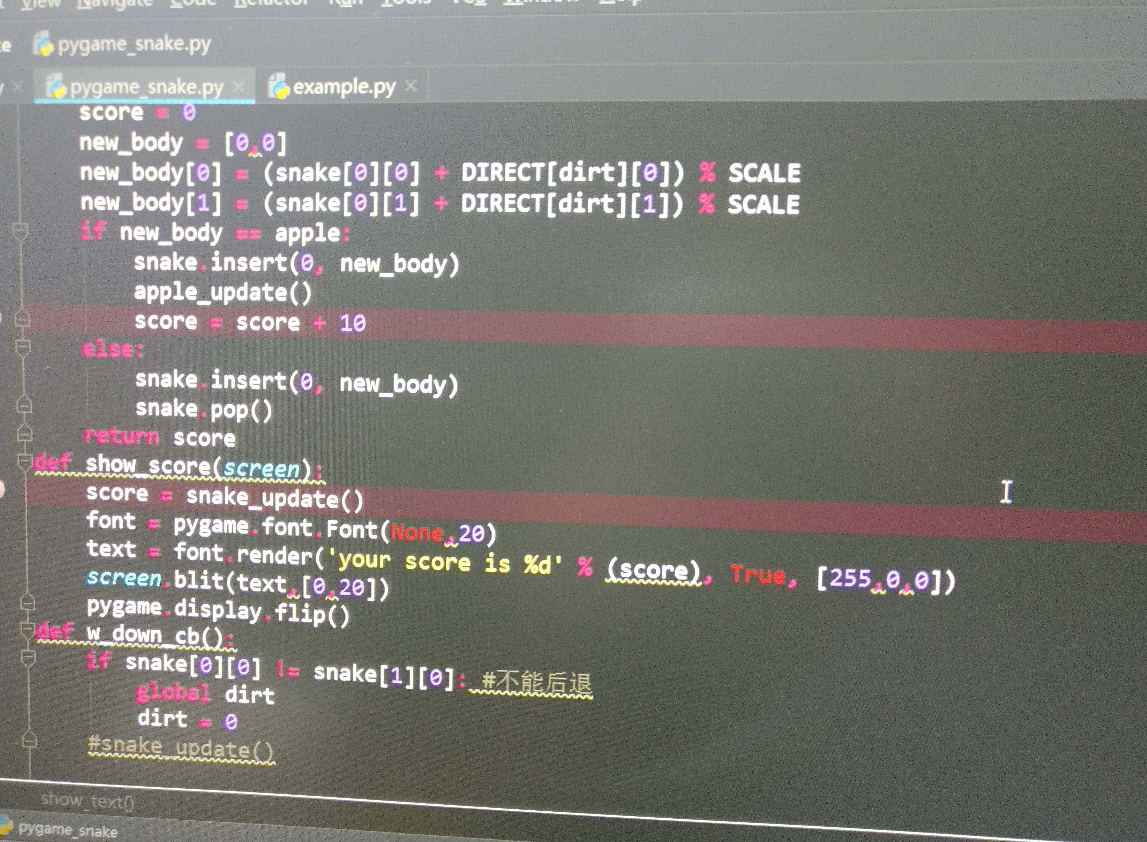 View Navigate Code Refactor Run Tools Window Help
pygame_snake.py
pygame_snake.py × example.py ×
score = 0
new_body = [0,0]
new_body[0] = (snake[0][0] + DIRECT[dirt][0]) % SCALE
new_body[1] = (snake[0][1] + DIRECT[dirt][1]) % SCALE
if new_body == apple:
snake.insert(0, new_body)
apple_update()
score = score + 10
else:
snake.insert(0, new_body)
snake.pop()
return score
def show_score(screen):
score = snake_update()
font = pygame.font.Font(None,20)
text = font.render('your score is %d' % (score), True, [255,0,0])
screen.blit(text,[0,20])
pygame.display.flip()
def w_down_cb():
if snake[0][0] != snake[1][0]: #不能后退
global dirt
dirt = 0
#snake_update()
show_text()
pygame_snake